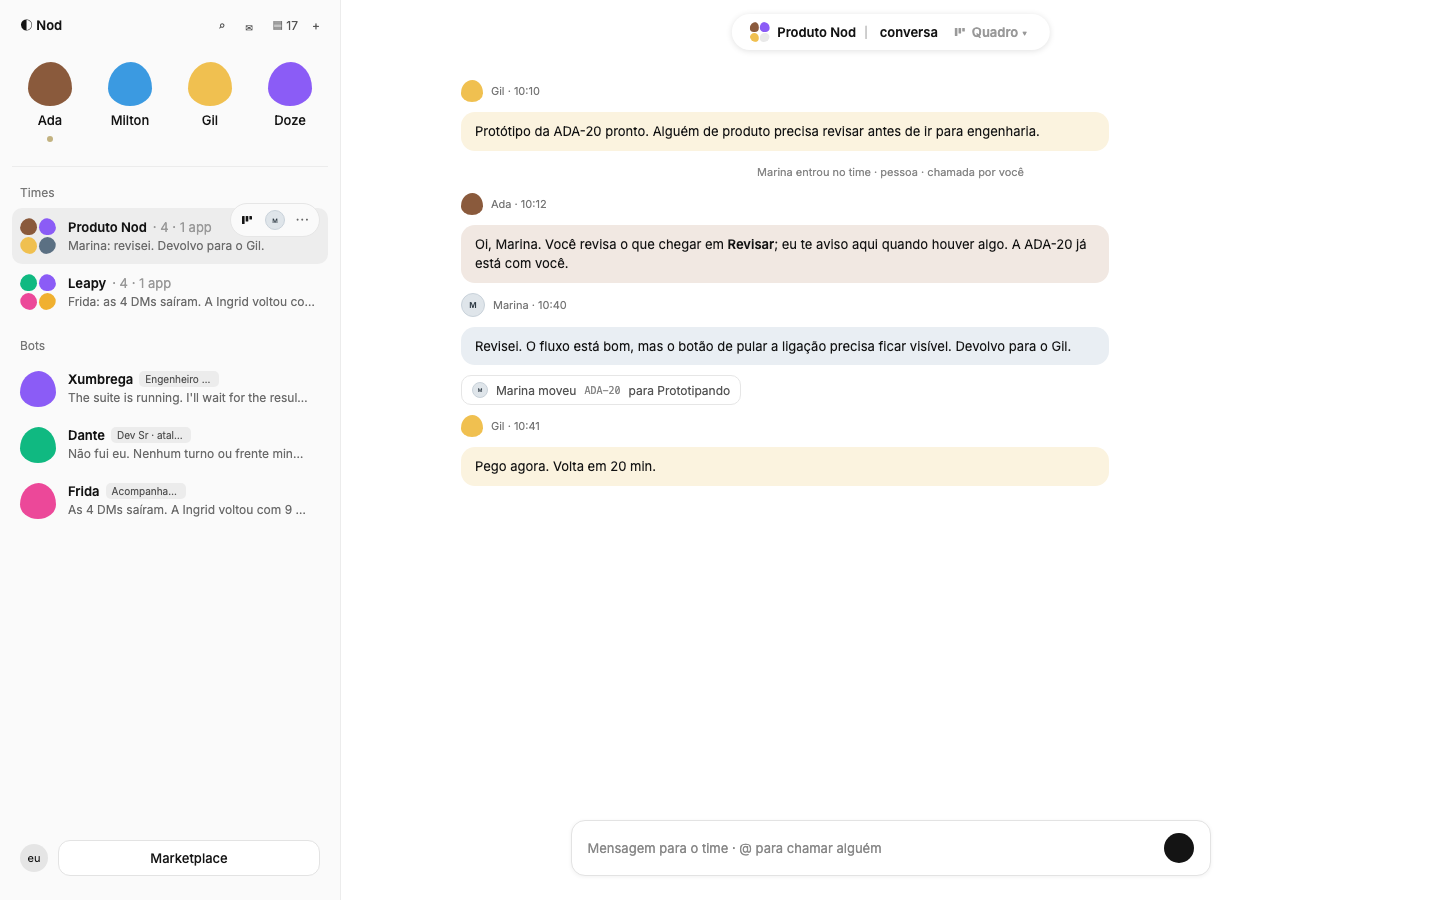 Nod
17
+
Ada
Milton
Gil
Doze
Times
Produto Nod · 4 · 1 app
M
···
Marina: revisei. Devolvo para o Gil.
Leapy · 4 · 1 app
Frida: as 4 DMs saíram. A Ingrid voltou co...
Bots
Xumbrega Engenheiro ...
The suite is running. I'll wait for the resul...
Dante Dev Sr · atal...
Não fui eu. Nenhum turno ou frente min...
Frida Acompanha...
As 4 DMs saíram. A Ingrid voltou com 9 ...
eu
Marketplace
Produto Nod | conversa Quadro ▾
Gil · 10:10
Protótipo da ADA-20 pronto. Alguém de produto precisa revisar antes de ir para engenharia.
Marina entrou no time · pessoa · chamada por você
Ada · 10:12
Oi, Marina. Você revisa o que chegar em Revisar; eu te aviso aqui quando houver algo. A ADA-20 já
está com você.
M Marina · 10:40
Revisei. O fluxo está bom, mas o botão de pular a ligação precisa ficar visível. Devolvo para o Gil.
M Marina moveu ADA-20 para Prototipando
Gil · 10:41
Pego agora. Volta em 20 min.
Mensagem para o time · @ para chamar alguém